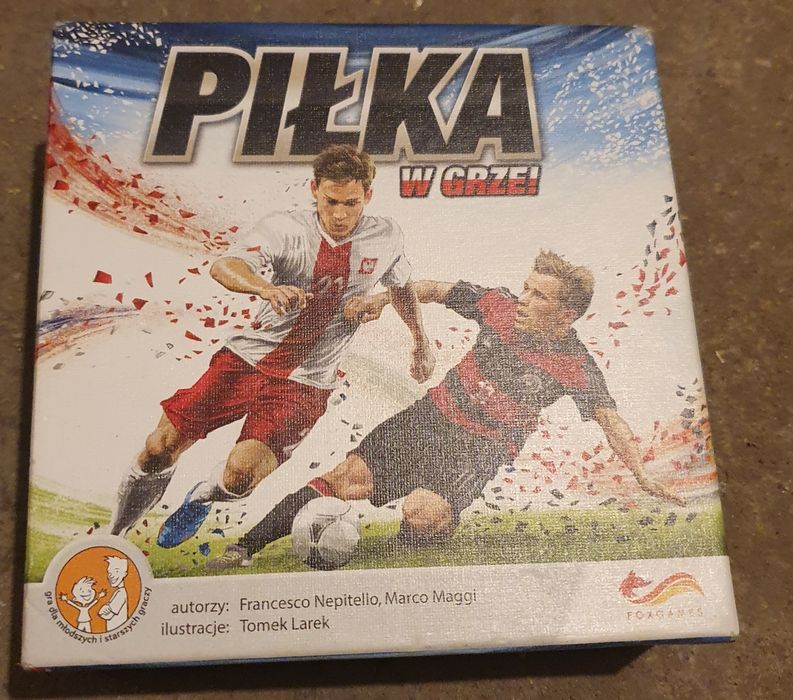 PIŁKA
W GRZE!
autorzy: Francesco Nepitello, Marco Maggi
ilustracje: Tomek Larek
gra dla młodszych i starszych graczy
FOXGAMES